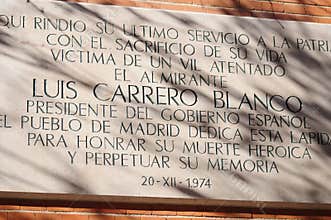 QUI RINDIO SU ULTIMO SERVICIO A LA PATRI
CON EL SACRIFICIO DE SU VIDA
VICTIMA DE UN VIL ATENTADO
EL ALMIRANTE
LUIS CARRERO BLANCO
PRESIDENTE DEL GOBIERNO ESPAÑOL
EL PUEBLO DE MADRID DEDICA ESTA LAPID
PARA HONRAR SU MUERTE HEROICA
Y PERPETUAR SU MEMORIA
20-XII-1974